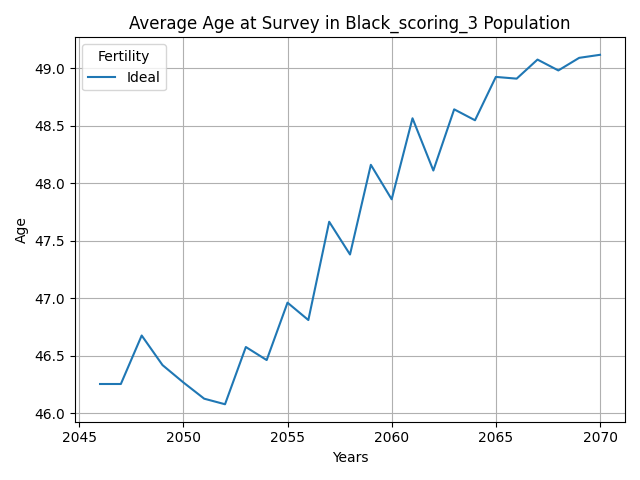 Average Age at Survey in Black_scoring_3 Population
Fertility
Ideal
49.0
48.5
48.0
47.5
47.0
46.5
46.0
Age
2045 2050 2055 2060 2065 2070
Years